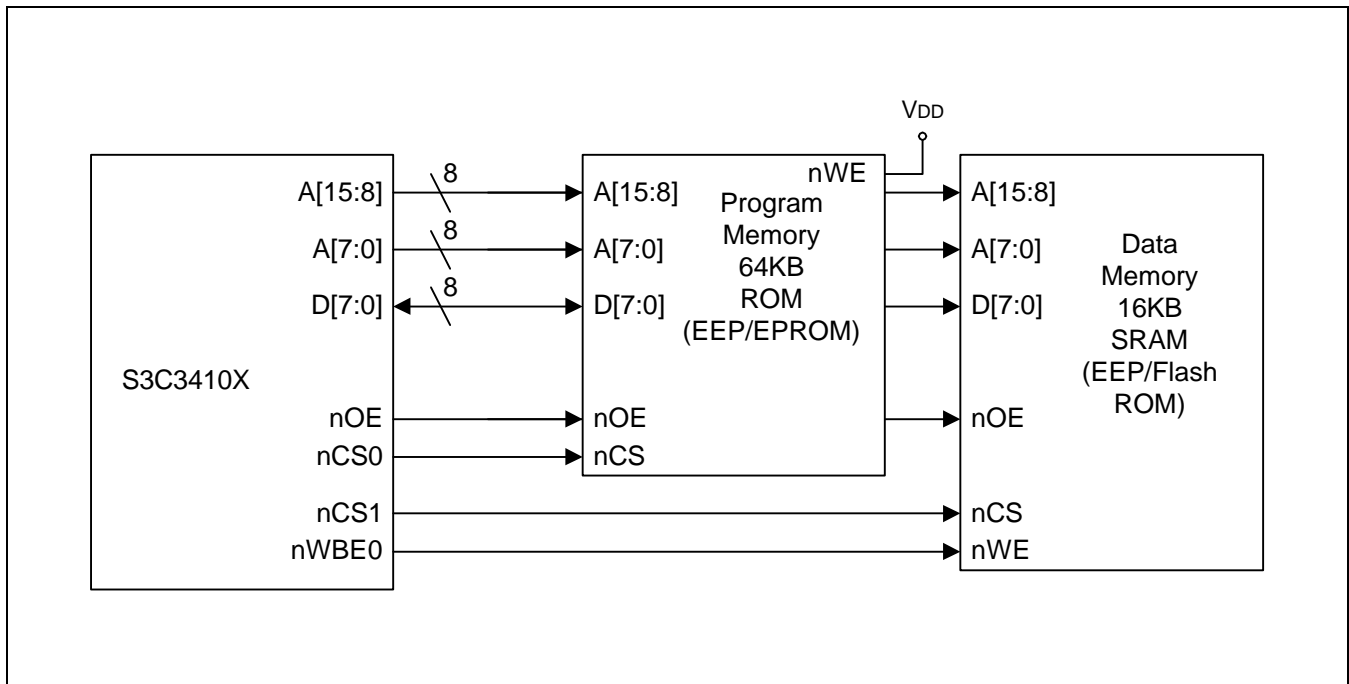 VDD
S3C3410X
A[15:8]
A[7:0]
D[7:0]
nOE
nCS0
nCS1
nWBE0
8
8
8
nWE
A[15:8]
A[7:0]
D[7:0]
nOE
nCS
Program
Memory
64KB
ROM
(EEP/EPROM)
A[15:8]
A[7:0]
D[7:0]
nOE
nCS
nWE
Data
Memory
16KB
SRAM
(EEP/Flash
ROM)